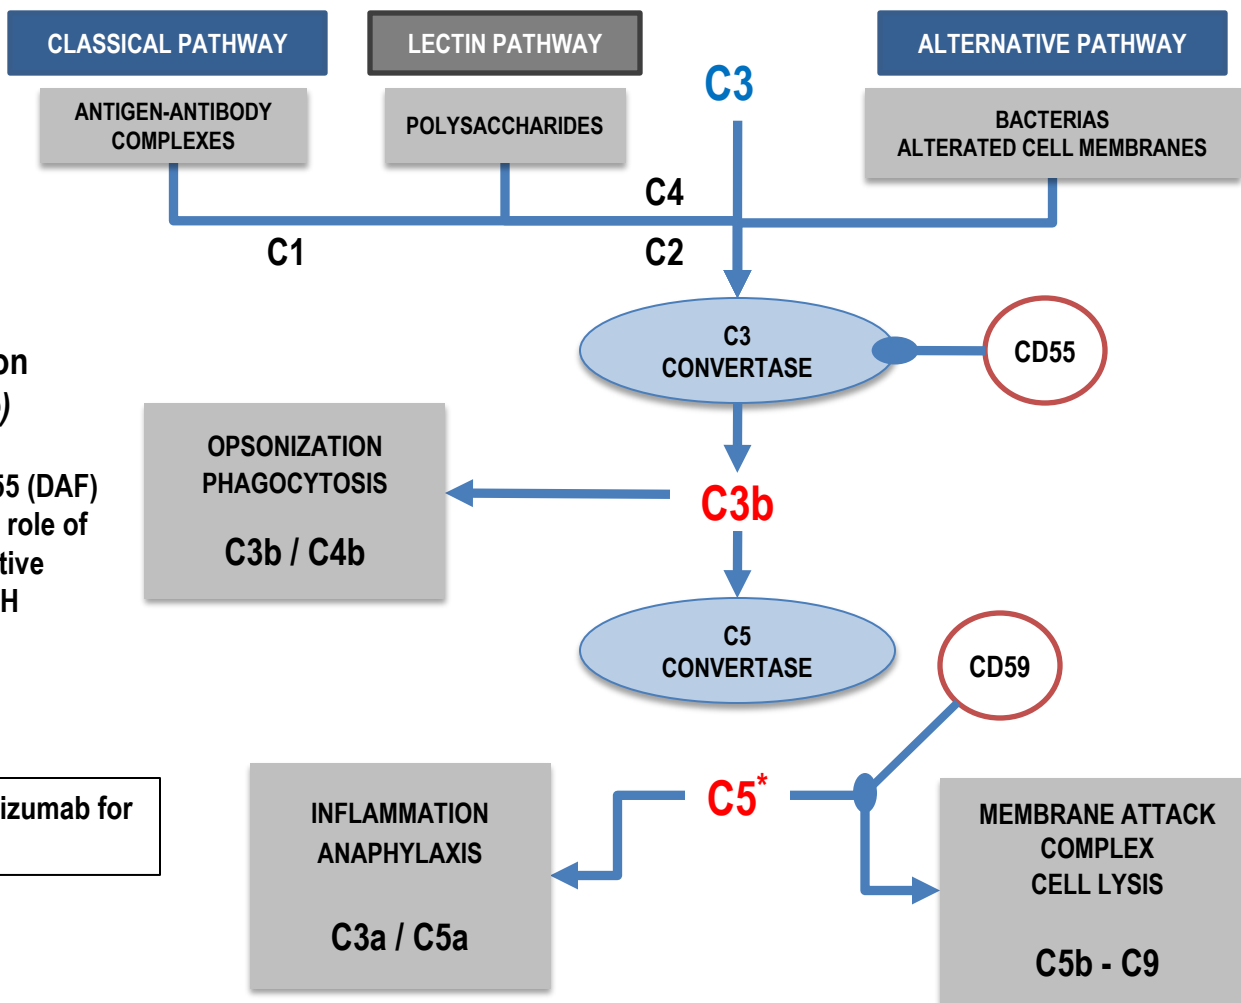 CLASSICAL PATHWAY
LECTIN PATHWAY
ALTERNATIVE PATHWAY
ANTIGEN-ANTIBODY
COMPLEXES
POLYSACCHARIDES
C3
BACTERIAS
ALTERATED CELL MEMBRANES
C4
C1
C2
C3
CONVERTASE
CD55
on
)
55 (DAF)
role of
tive
H
OPSONIZATION
PHAGOCYTOSIS
C3b / C4b
C3b
C5
CONVERTASE
CD59
izumab for
C5*
INFLAMMATION
ANAPHYLAXIS
C3a / C5a
MEMBRANE ATTACK
COMPLEX
CELL LYSIS
C5b - C9